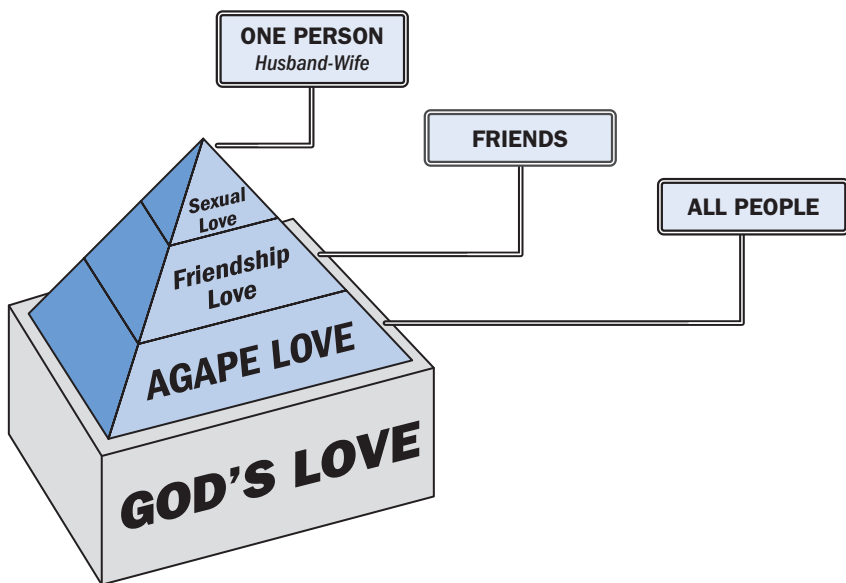 ONE PERSON
Husband-Wife
FRIENDS
ALL PEOPLE
Sexual
Love
Friendship
Love
AGAPE LOVE
GOD'S LOVE